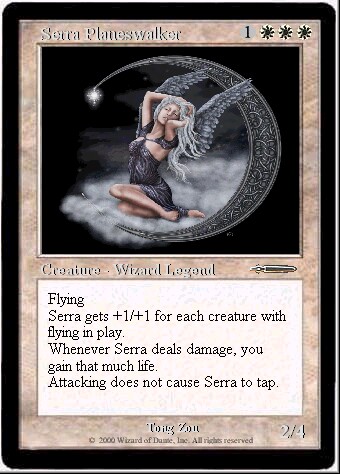 Serra Planeswalker 1
Creature - Wizard Legend
Flying
Serra gets +1/+1 for each creature with
flying in play.
Whenever Serra deals damage, you
gain that much life.
Attacking does not cause Serra to tap.
Tong Zou
© 2000 Wizard of Dante, Inc. All rights reserved
2/4